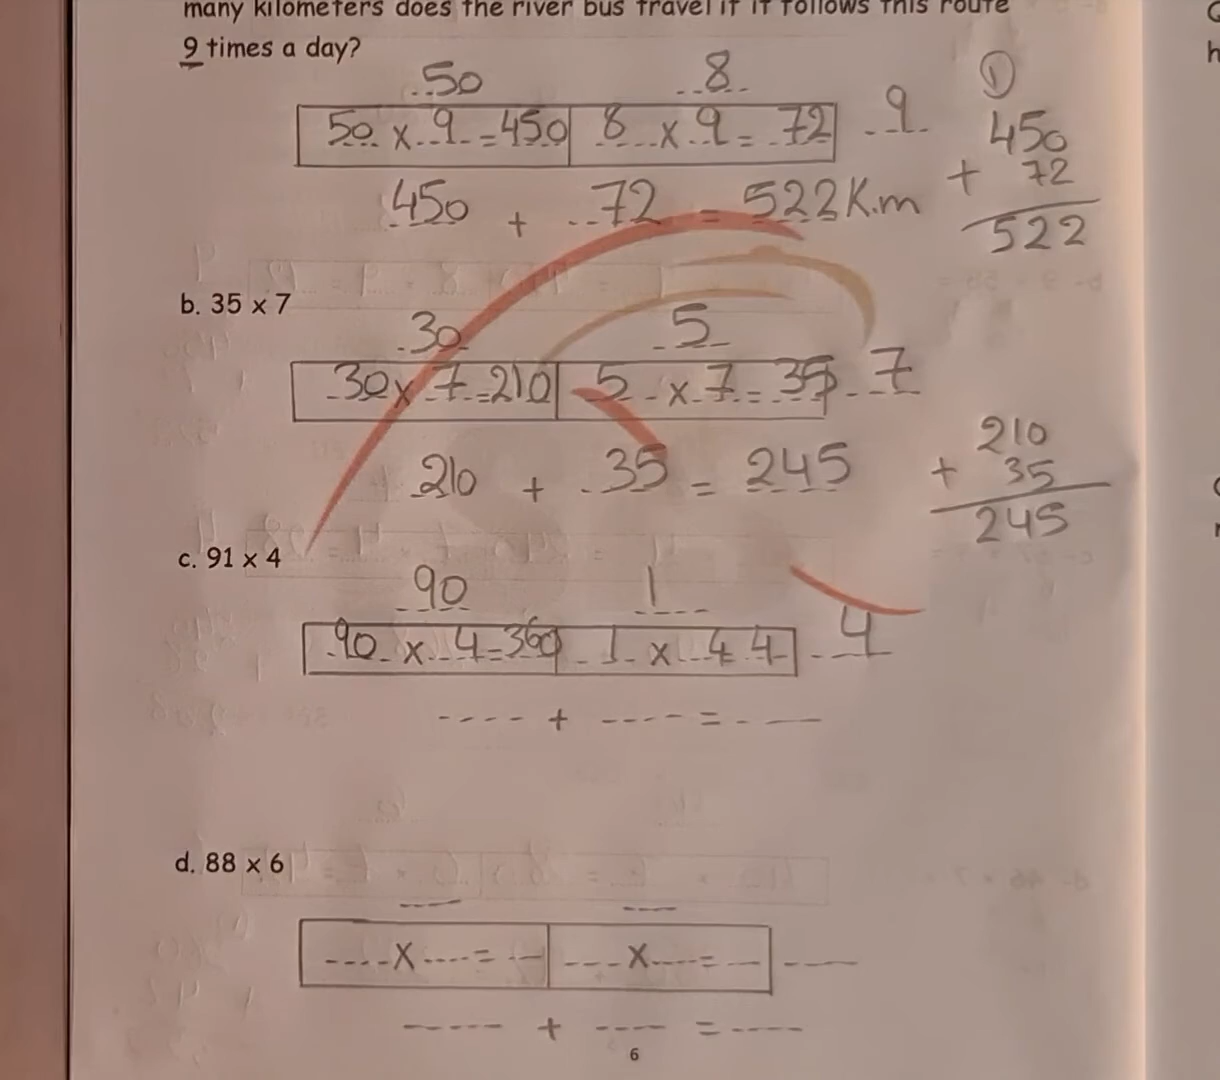 many kilometers does the river bus travel if it follows this route
9 times a day?
50 8
50 x 9 = 450 8 x 9 = 72 9
450 + 72 = 522 K.m
1
450
+ 72
522
b. 35 x 7
30 5
30 x 7 = 210 5 x 7 = 35 7
210 + 35 = 245
210
+ 35
245
c. 91 x 4
90 1
90 x 4 = 360 1 x 4 4 4
+ =
d. 88 x 6
x = x =
+ =
6